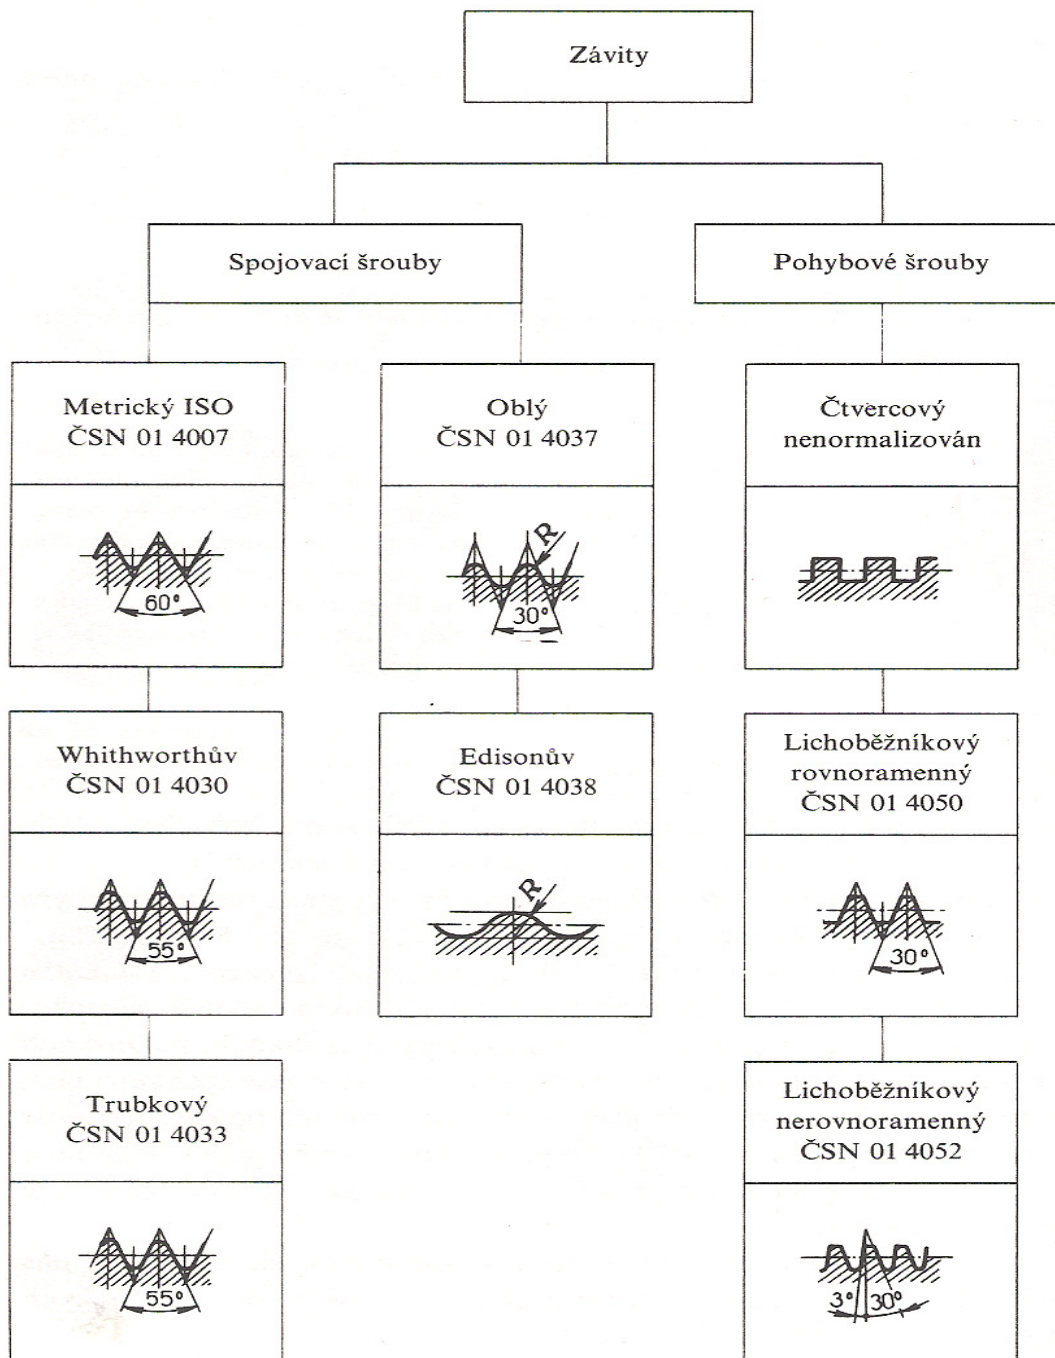 Závity
Spojovací šrouby
Pohybové šrouby
Metrický ISO
ČSN 01 4007
60°
Oblý
ČSN 01 4037
R
30°
Čtvercový
nenormalizován
Whithworthův
ČSN 01 4030
55°
Edisonův
ČSN 01 4038
R
Lichoběžníkový
rovnoramenný
ČSN 01 4050
30°
Trubkový
ČSN 01 4033
55°
Lichoběžníkový
nerovnoramenný
ČSN 01 4052
3° 30°